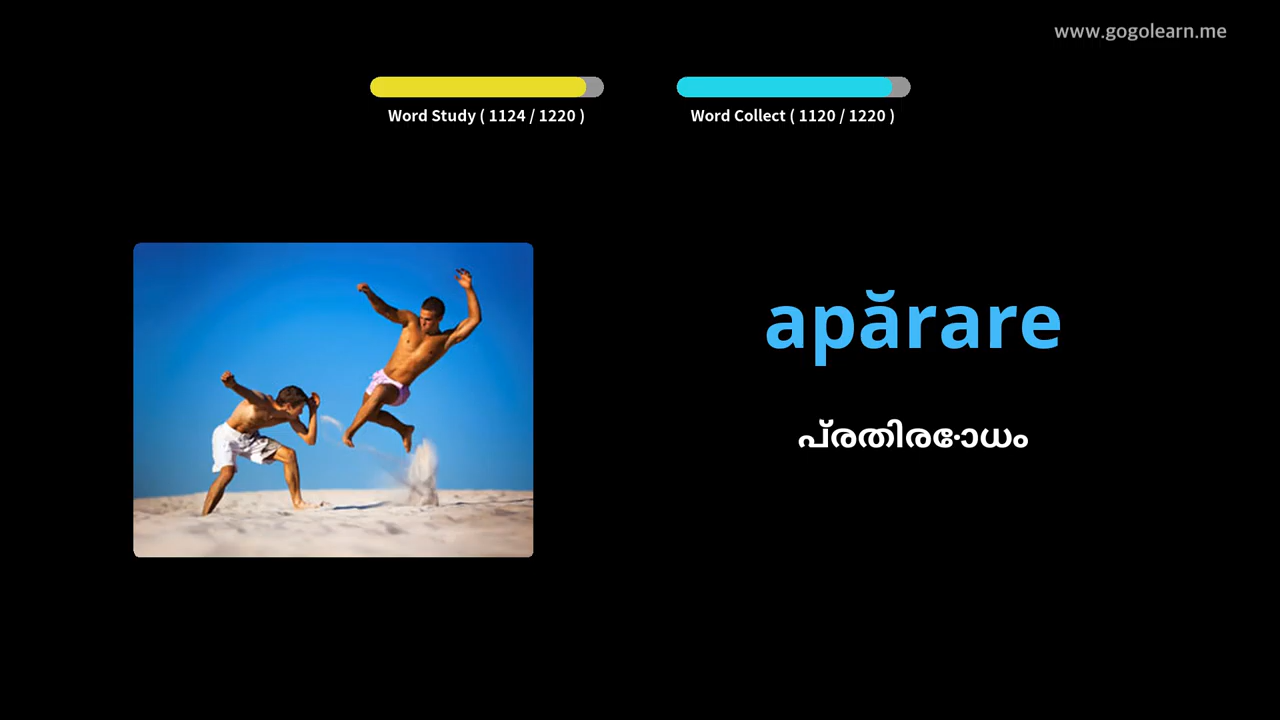 www.gogolearn.me
Word Study ( 1124 / 1220 )
Word Collect ( 1120 / 1220 )
apărare
പ്രതിരോധം